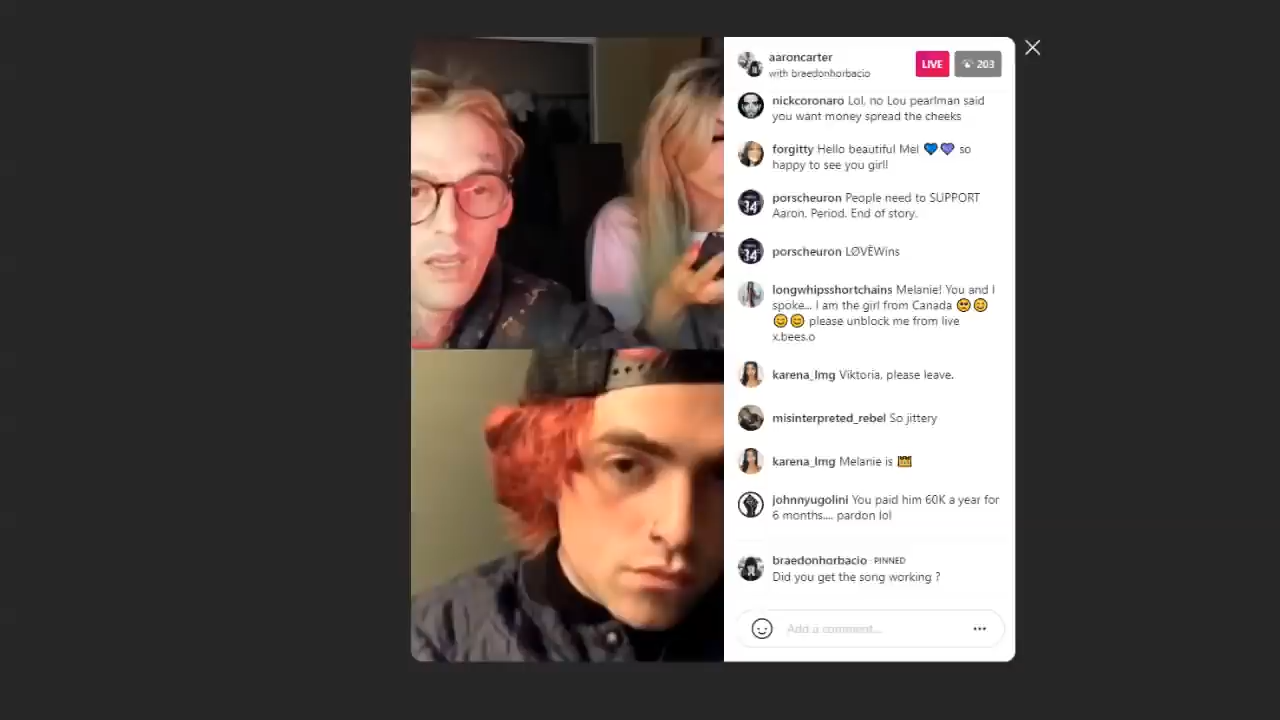 aaroncarter
with braedonhorbacio
LIVE
203
nickcoronaro Lol, no Lou pearlman said
you want money spread the cheeks
forgitty Hello beautiful Mel 💙💜 so
happy to see you girl!
porscheuron People need to SUPPORT
Aaron. Period. End of story.
porscheuron LØVĒWins
longwhipsshortchains Melanie! You and I
spoke... I am the girl from Canada 🥺😊
😊😊 please unblock me from live
x.bees.o
karena_lmg Viktoria, please leave.
misinterpreted_rebel So jittery
karena_lmg Melanie is
johnnyugolini You paid him 60K a year for
6 months.... pardon lol
braedonhorbacio · PINNED
Did you get the song working ?
Add a comment...